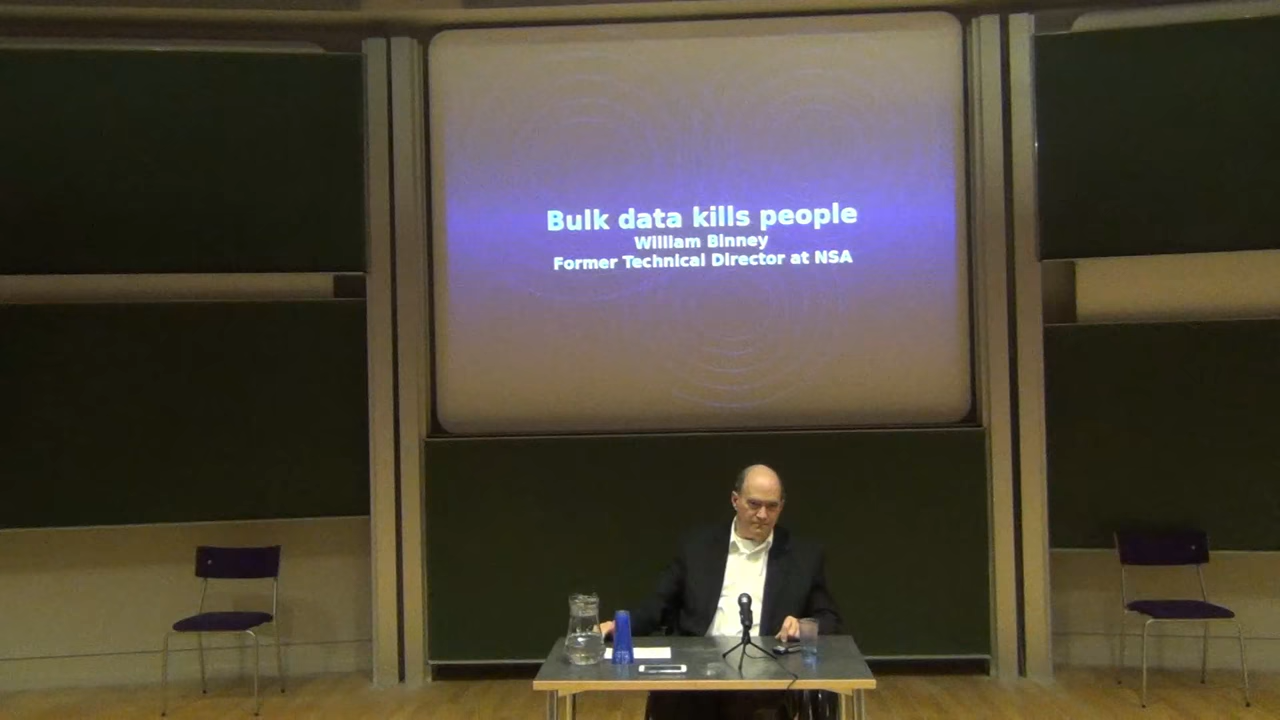 Bulk data kills people
William Binney
Former Technical Director at NSA